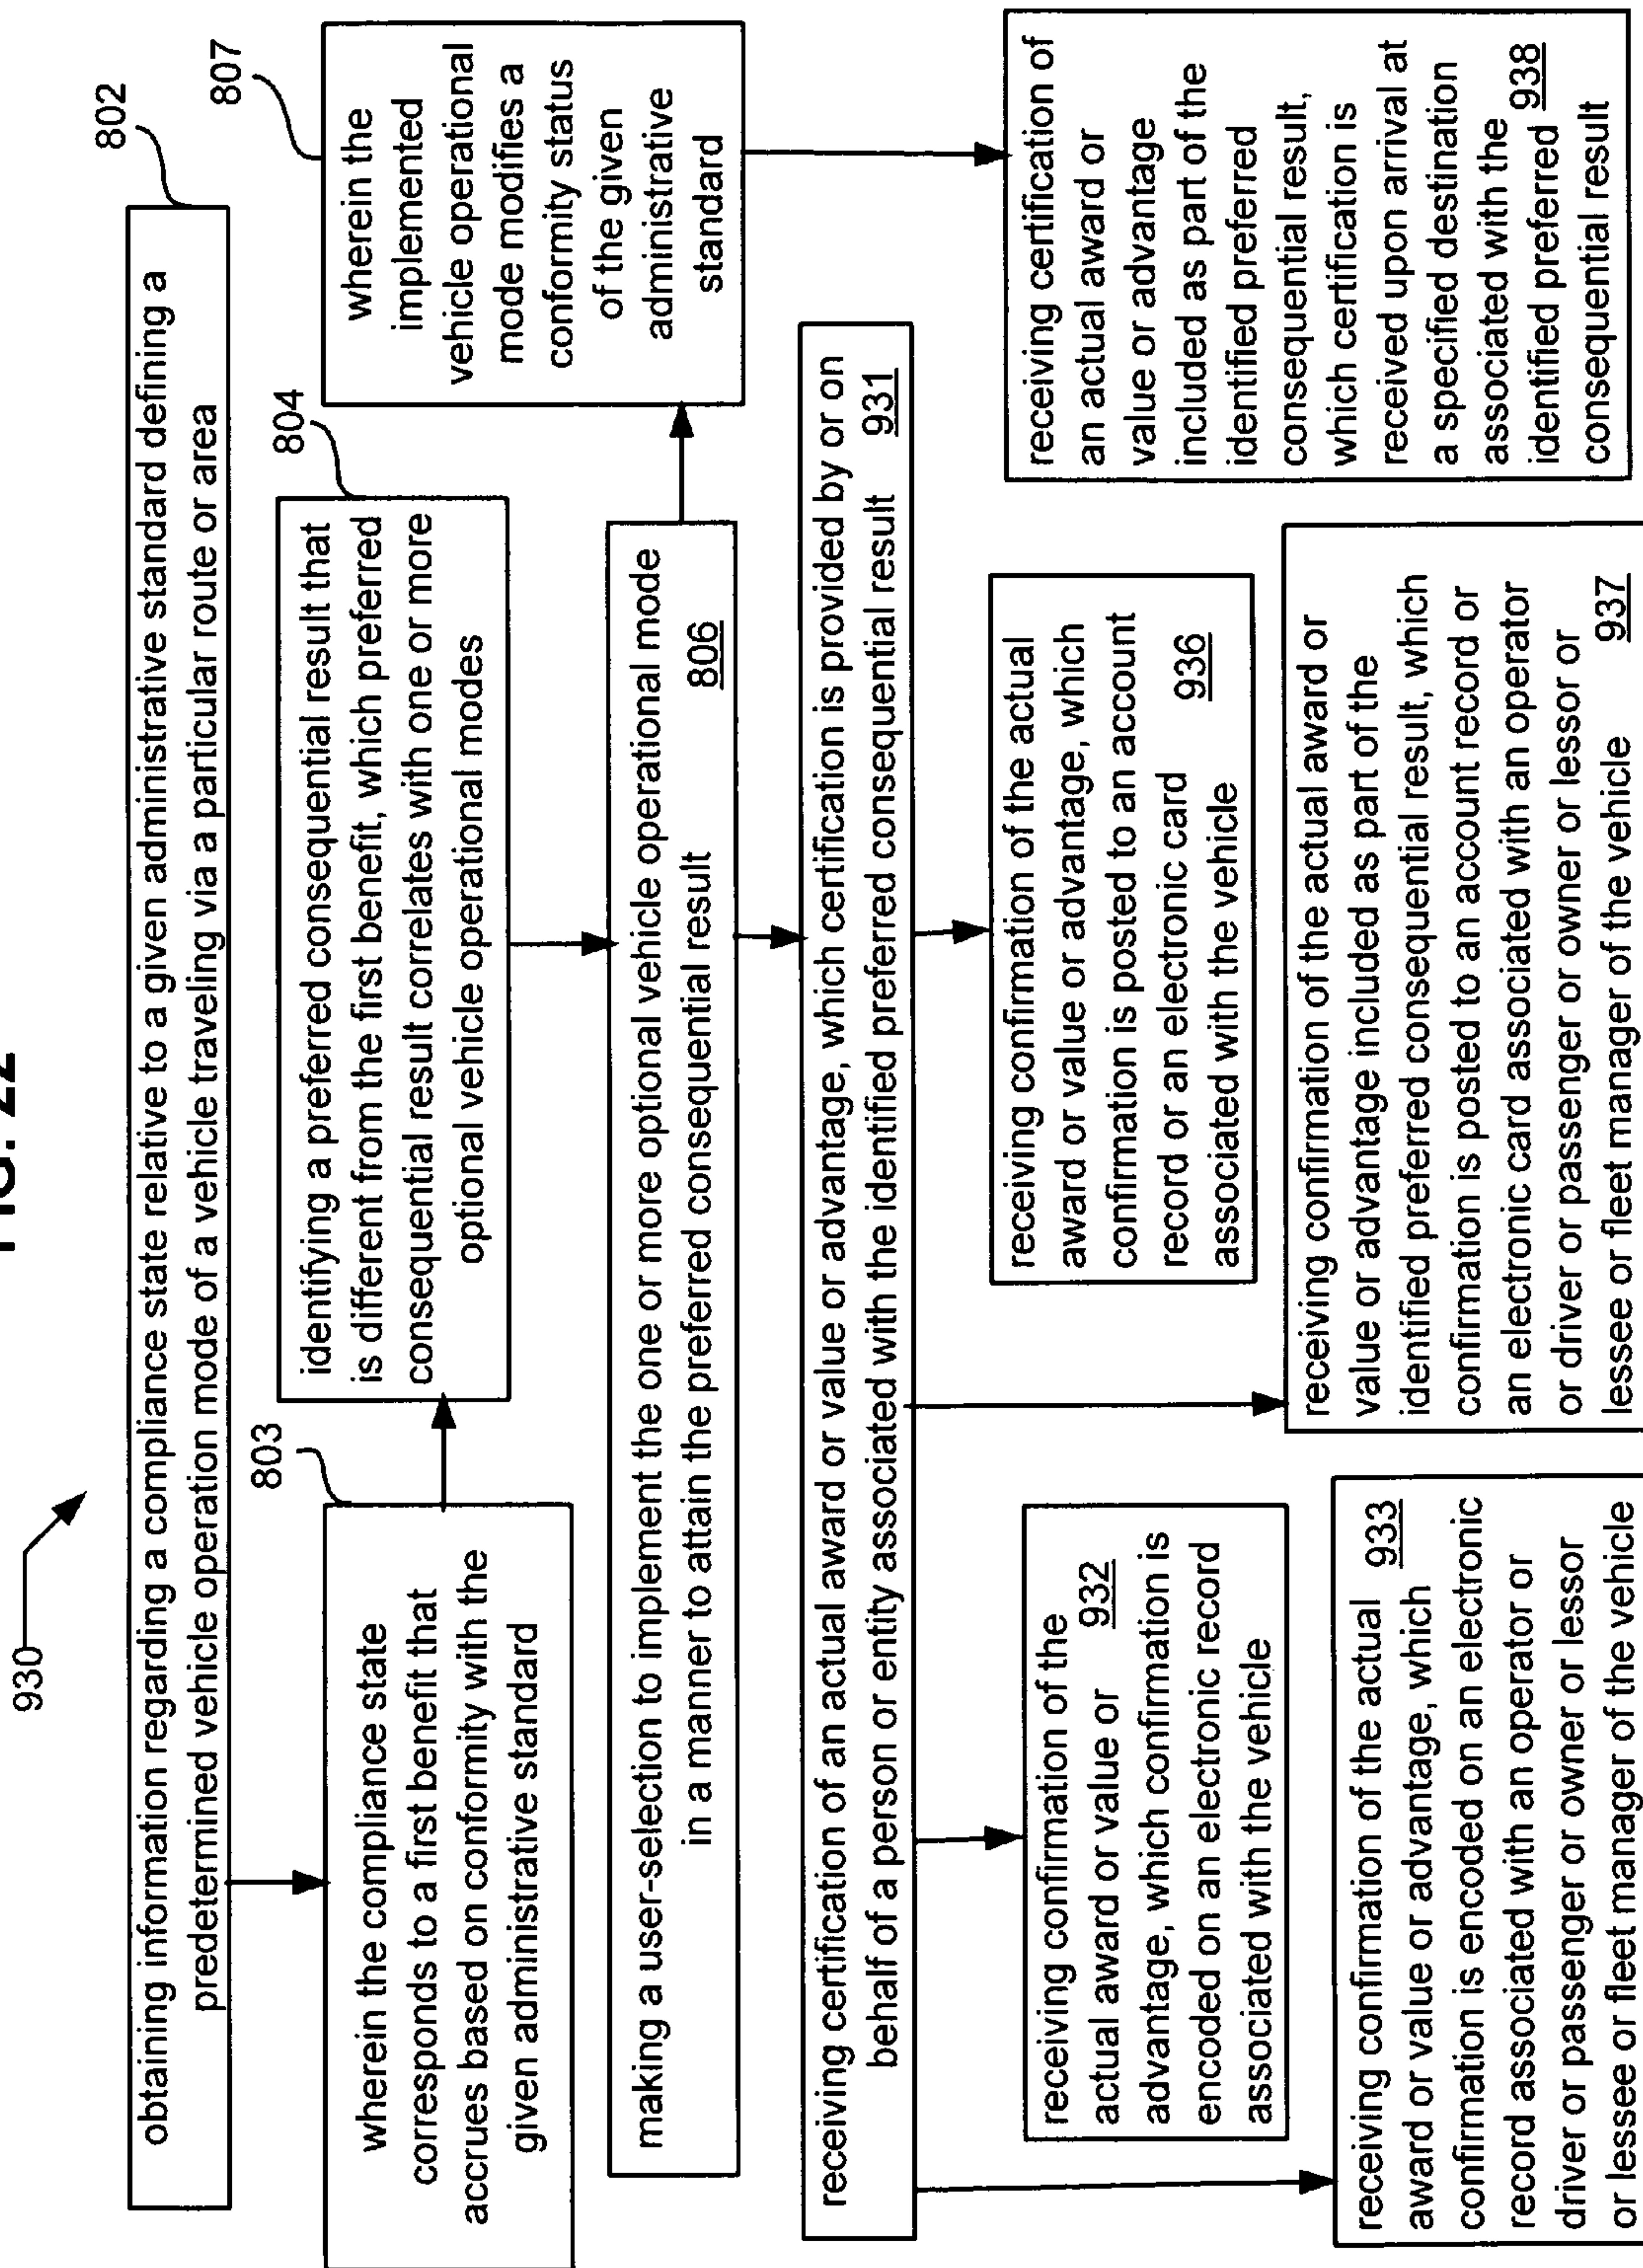 FIG. 22
930
802
obtaining information regarding a compliance state relative to a given administrative standard defining a
predetermined vehicle operation mode of a vehicle traveling via a particular route or area
803
wherein the compliance state
corresponds to a first benefit that
accrues based on conformity with the
given administrative standard
804
identifying a preferred consequential result that
is different from the first benefit, which preferred
consequential result correlates with one or more
optional vehicle operational modes
807
wherein the
implemented
vehicle operational
mode modifies a
conformity status
of the given
administrative
standard
making a user-selection to implement the one or more optional vehicle operational mode
in a manner to attain the preferred consequential result 806
receiving certification of an actual award or value or advantage, which certification is provided by or on
behalf of a person or entity associated with the identified preferred consequential result 931
receiving confirmation of the
actual award or value or 932
advantage, which confirmation is
encoded on an electronic record
associated with the vehicle
receiving confirmation of the actual 933
award or value or advantage, which
confirmation is encoded on an electronic
record associated with an operator or
driver or passenger or owner or lessor
or lessee or fleet manager of the vehicle
receiving confirmation of the actual
award or value or advantage, which
confirmation is posted to an account
record or an electronic card 936
associated with the vehicle
receiving confirmation of the actual award or
value or advantage included as part of the
identified preferred consequential result, which
confirmation is posted to an account record or
an electronic card associated with an operator
or driver or passenger or owner or lessor or
lessee or fleet manager of the vehicle 937
receiving certification of
an actual award or
value or advantage
included as part of the
identified preferred
consequential result,
which certification is
received upon arrival at
a specified destination
associated with the
identified preferred 938
consequential result